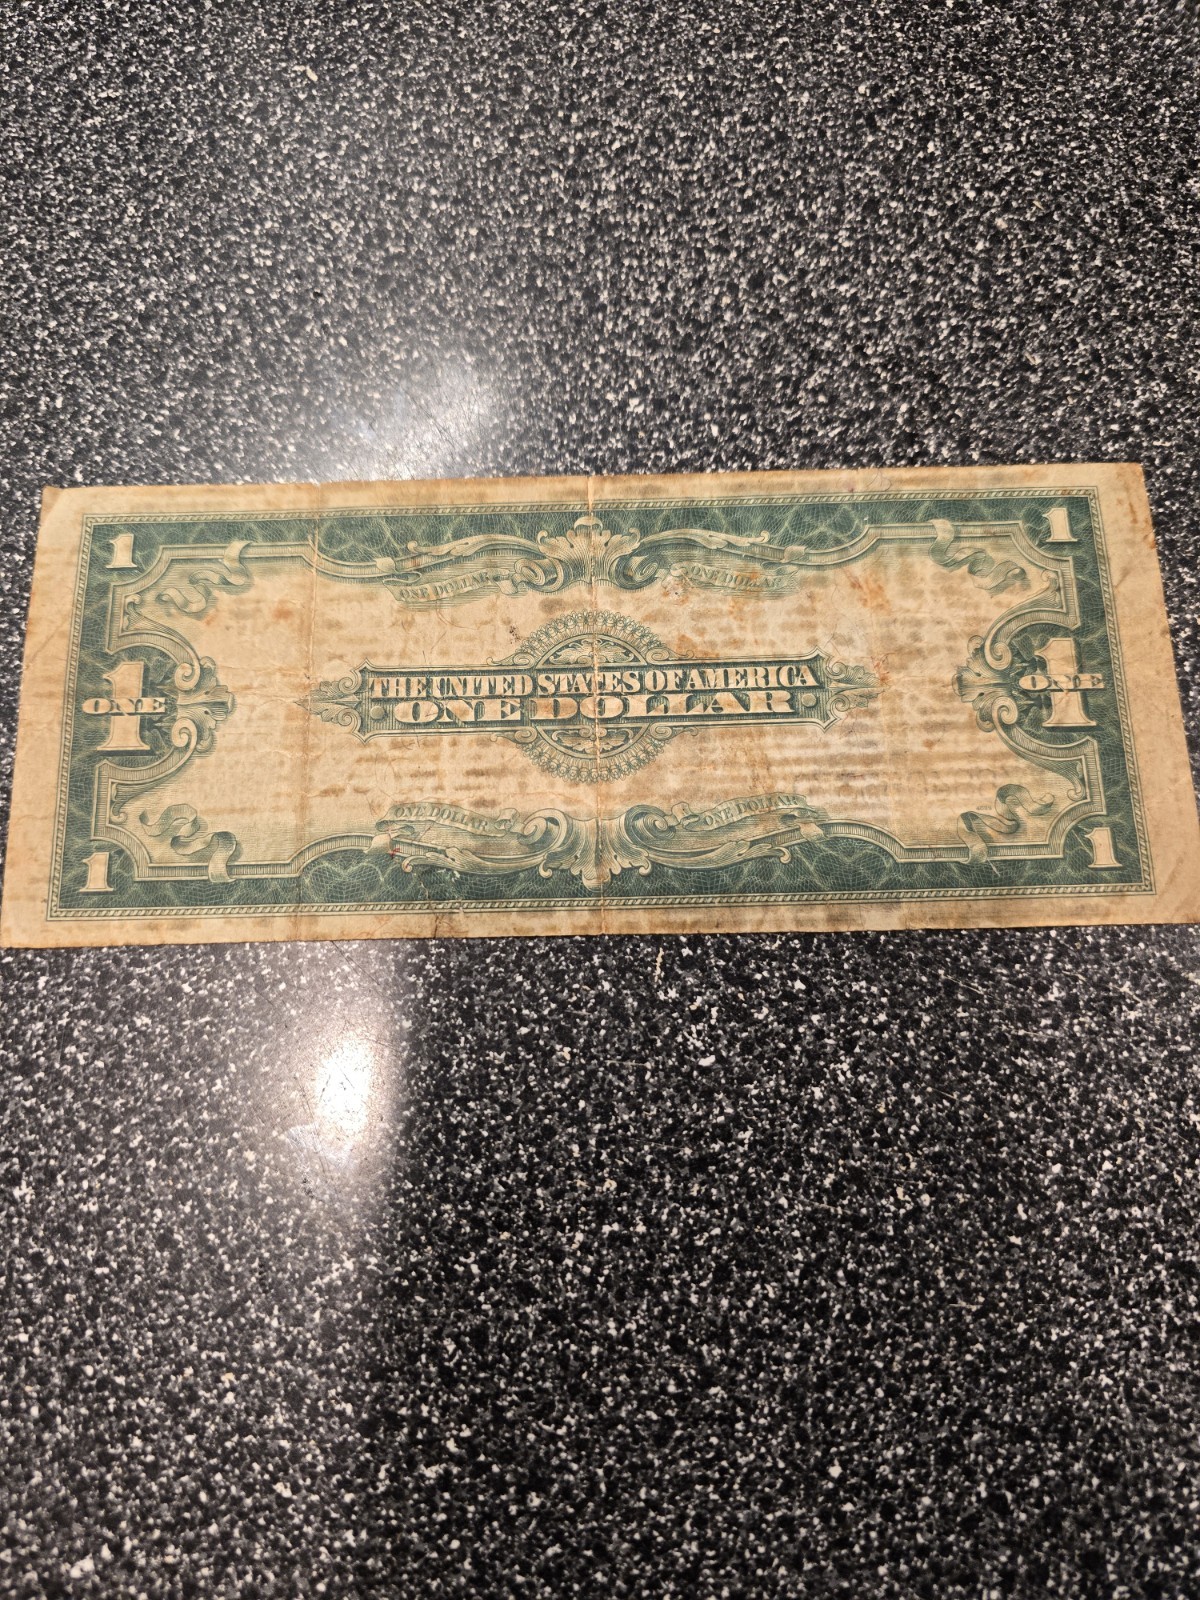 1 1
ONE DOLLAR ONE DOLLAR
ONE THE UNITED STATES OF AMERICA ONE
1 ONE DOLLAR 1
ONE DOLLAR ONE DOLLAR
1 1